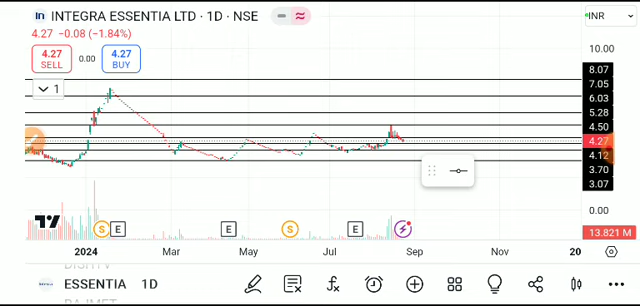 in INTEGRA ESSENTIA LTD · 1D · NSE
INR
4.27 −0.08 (−1.84%)
4.27
SELL
0.00
4.27
BUY
1
10.00
8.07
7.05
6.03
5.28
4.50
4.27
4.12
3.70
3.07
0.00
13.821 M
S E E S E
2024 Mar May Jul Sep Nov 20
ESSENTIA 1D